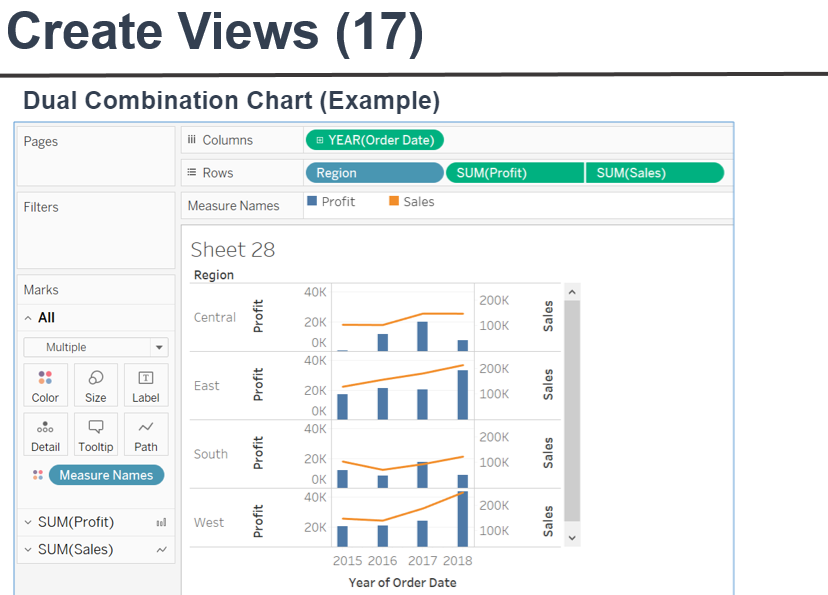 Create Views (17)
Dual Combination Chart (Example)
Pages
Columns
YEAR(Order Date)
Rows
Region
SUM(Profit)
SUM(Sales)
Filters
Measure Names
Profit
Sales
Marks
All
Multiple
Color
Size
Label
Detail
Tooltip
Path
Measure Names
SUM(Profit)
SUM(Sales)
Sheet 28
Region
Central
Profit
40K
20K
0K
200K
100K
Sales
East
Profit
40K
20K
0K
200K
100K
Sales
South
Profit
40K
20K
0K
200K
100K
Sales
West
Profit
40K
20K
200K
100K
Sales
2015 2016 2017 2018
Year of Order Date